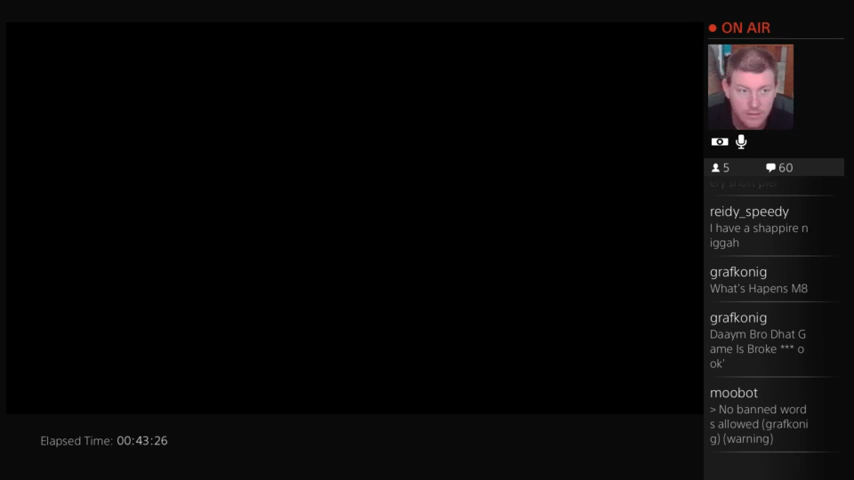 ON AIR
5 60
reidy_speedy
I have a shappire n
iggah
grafkonig
What's Hapens M8
grafkonig
Daaym Bro Dhat G
ame Is Broke *** o
ok'
moobot
> No banned word
s allowed (grafkoni
g) (warning)
Elapsed Time: 00:43:26